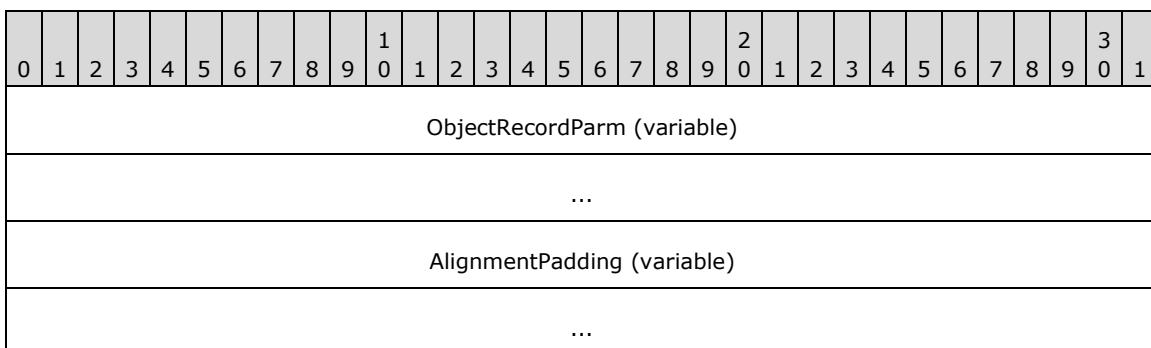 1 2 3
0 1 2 3 4 5 6 7 8 9 0 1 2 3 4 5 6 7 8 9 0 1 2 3 4 5 6 7 8 9 0 1
ObjectRecordParm (variable)
...
AlignmentPadding (variable)
...